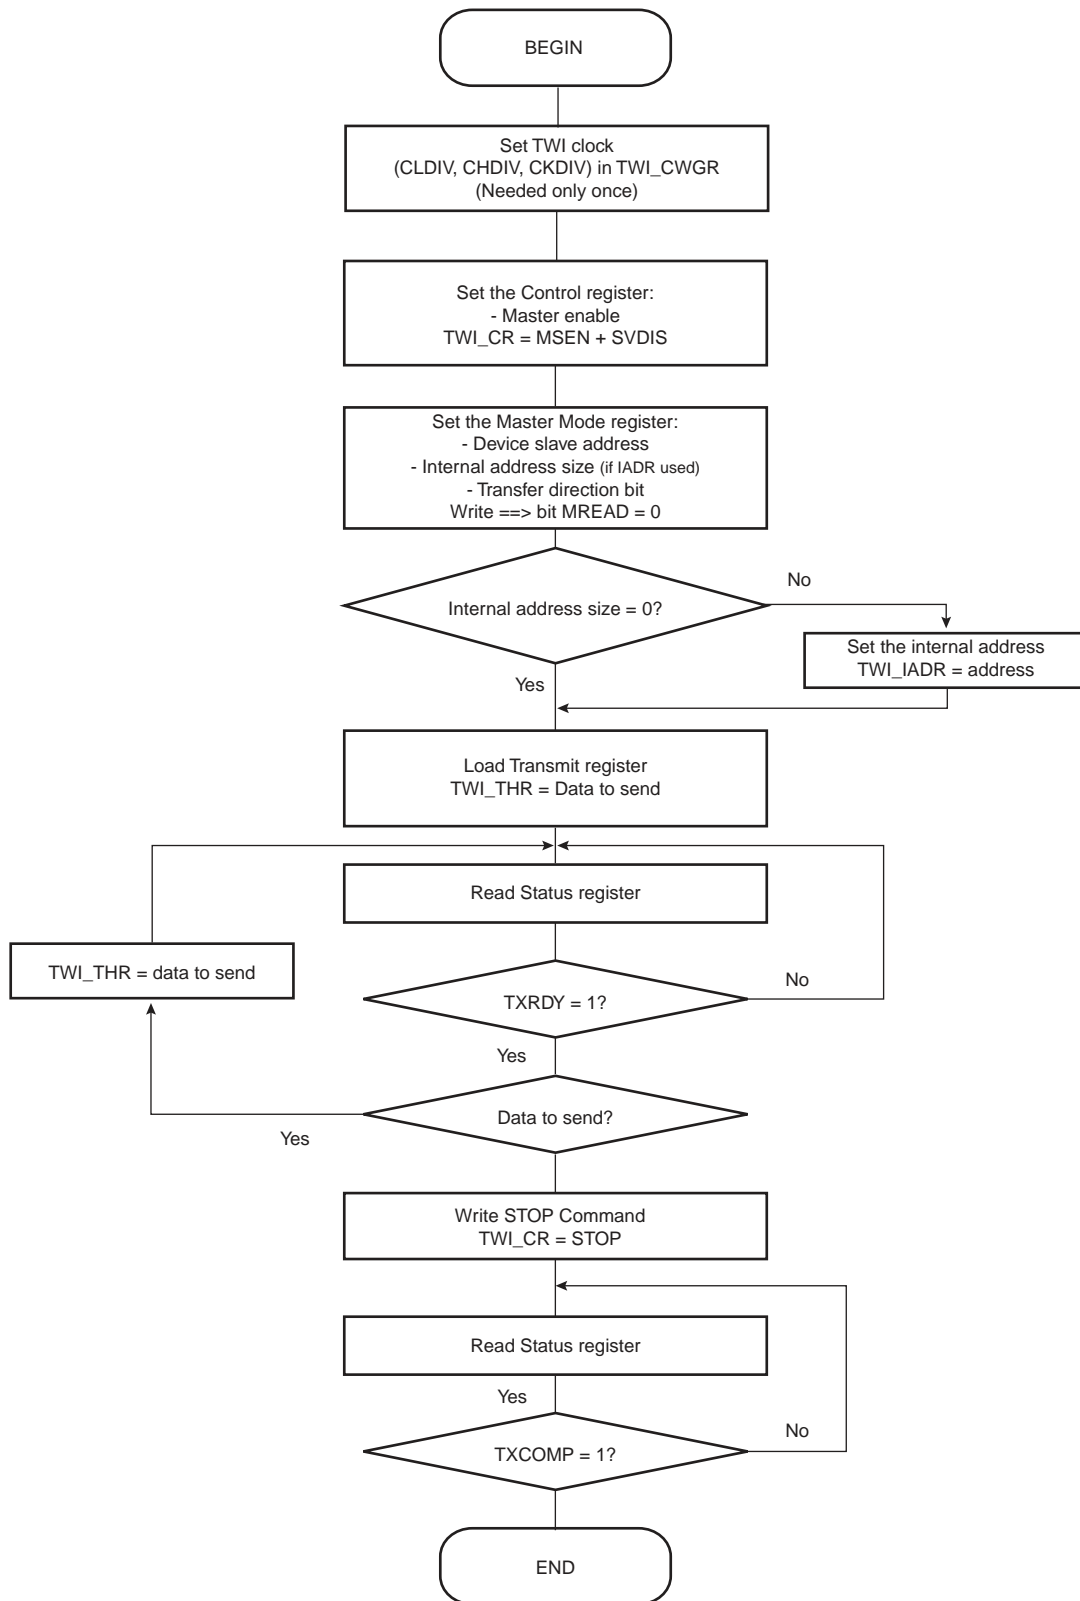 BEGIN
Set TWI clock
(CLDIV, CHDIV, CKDIV) in TWI_CWGR
(Needed only once)
Set the Control register:
- Master enable
TWI_CR = MSEN + SVDIS
Set the Master Mode register:
- Device slave address
- Internal address size (if IADR used)
- Transfer direction bit
Write ==> bit MREAD = 0
No
Internal address size = 0?
Set the internal address
TWI_IADR = address
Yes
Load Transmit register
TWI_THR = Data to send
Read Status register
TWI_THR = data to send
No
TXRDY = 1?
Yes
Data to send?
Yes
Write STOP Command
TWI_CR = STOP
Read Status register
Yes
No
TXCOMP = 1?
END